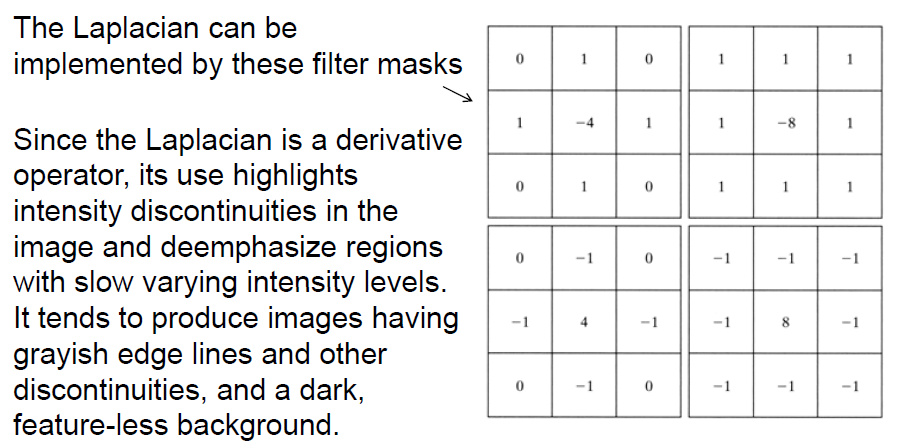 The Laplacian can be
implemented by these filter masks
Since the Laplacian is a derivative
operator, its use highlights
intensity discontinuities in the
image and deemphasize regions
with slow varying intensity levels.
It tends to produce images having
grayish edge lines and other
discontinuities, and a dark,
feature-less background.
0 1 0 1 1 1
1 −4 1 1 −8 1
0 1 0 1 1 1
0 −1 0 −1 −1 −1
−1 4 −1 −1 8 −1
0 −1 0 −1 −1 −1